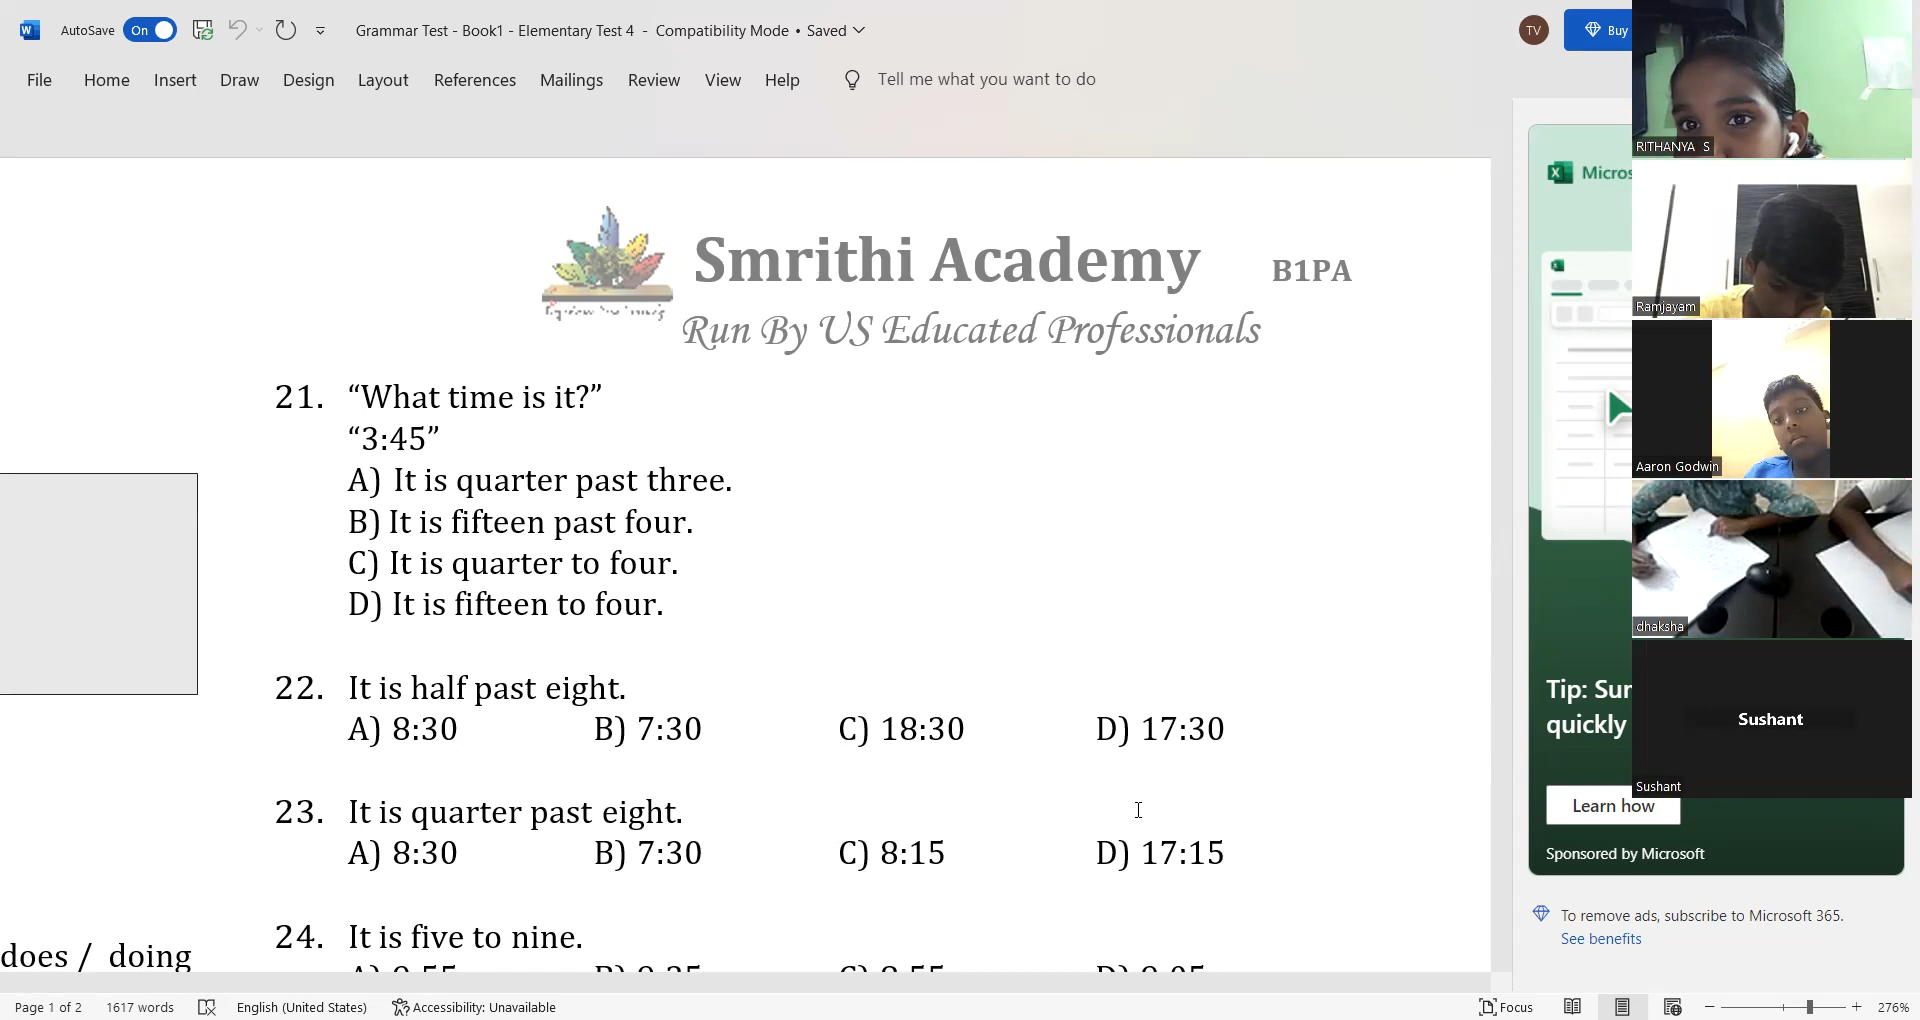 AutoSave On Grammar Test - Book1 - Elementary Test 4 - Compatibility Mode • Saved TV Buy
File Home Insert Draw Design Layout References Mailings Review View Help Tell me what you want to do
Smrithi Academy B1PA
Run By US Educated Professionals
21. “What time is it?”
“3:45”
A) It is quarter past three.
B) It is fifteen past four.
C) It is quarter to four.
D) It is fifteen to four.
22. It is half past eight.
A) 8:30 B) 7:30 C) 18:30 D) 17:30
23. It is quarter past eight.
A) 8:30 B) 7:30 C) 8:15 D) 17:15
24. It is five to nine.
does / doing
RITHANYA S
Ramjayam
Aaron Godwin
dhaksha
Sushant
Sushant
Micros
Tip: Sur
quickly
Learn how
Sponsored by Microsoft
To remove ads, subscribe to Microsoft 365.
See benefits
Page 1 of 2 1617 words English (United States) Accessibility: Unavailable Focus 276%